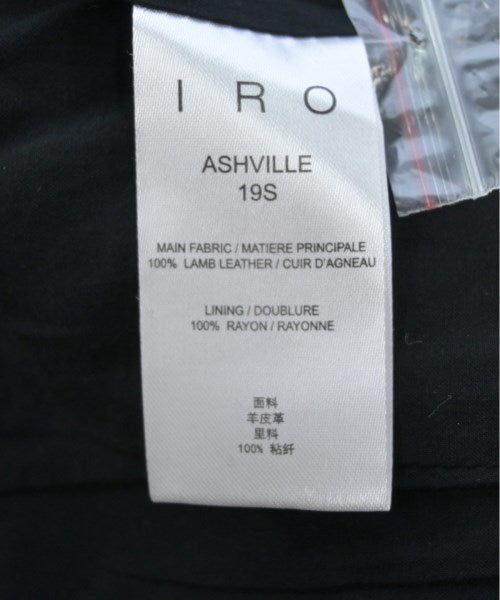 IRO
ASHVILLE
19S
MAIN FABRIC / MATIERE PRINCIPALE
100% LAMB LEATHER / CUIR D'AGNEAU
LINING / DOUBLURE
100% RAYON / RAYONNE
面料
羊皮革
里料
100% 粘釺